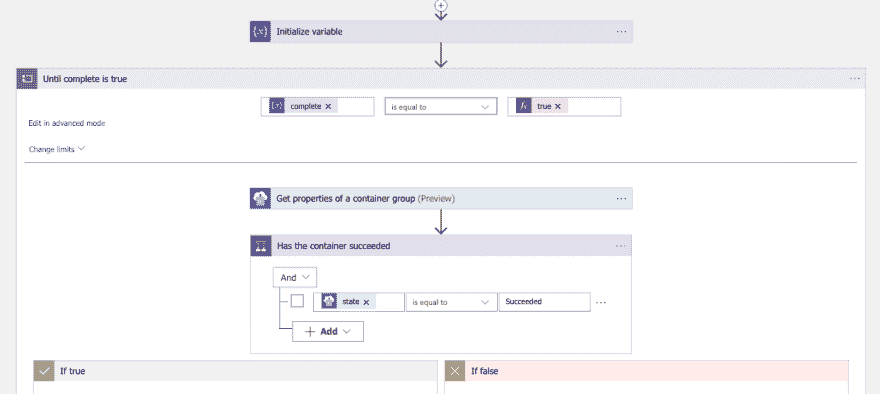 Initialize variable
Until complete is true
complete is equal to true
Edit in advanced mode
Change limits
Get properties of a container group (Preview)
Has the container succeeded
And
state is equal to Succeeded
Add
If true
If false